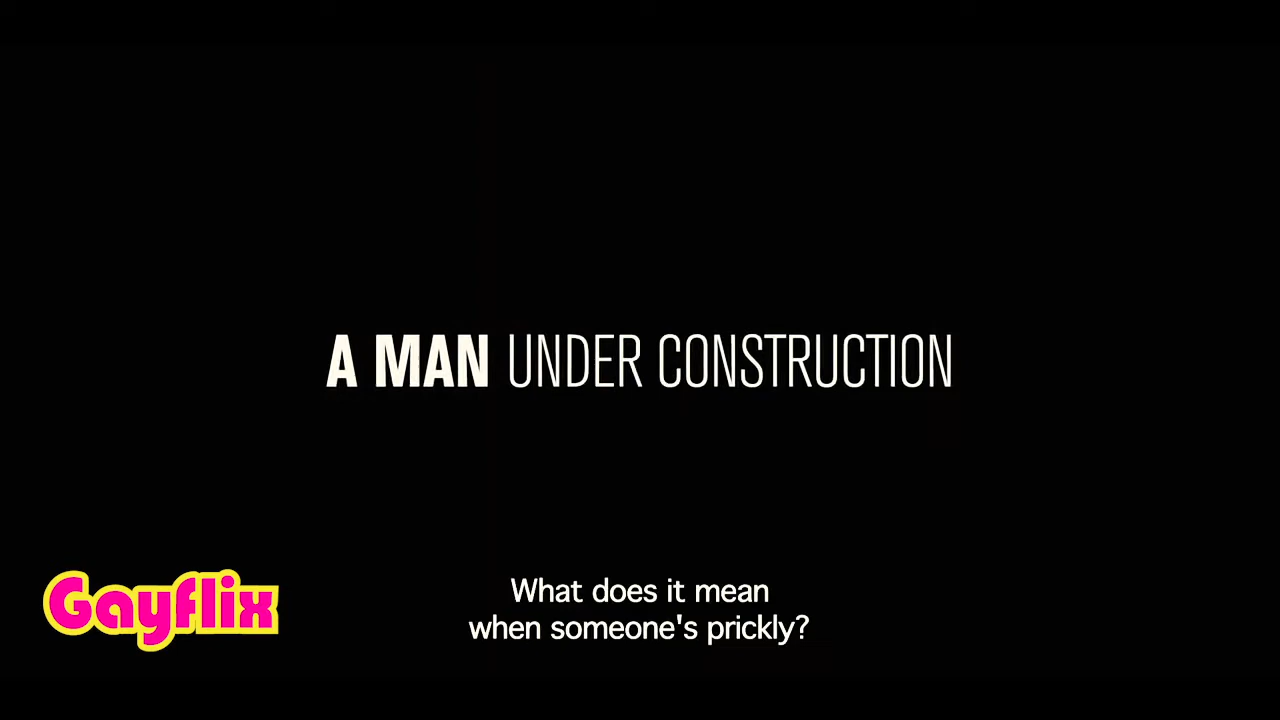 A MAN UNDER CONSTRUCTION
Gayflix
What does it mean
when someone's prickly?